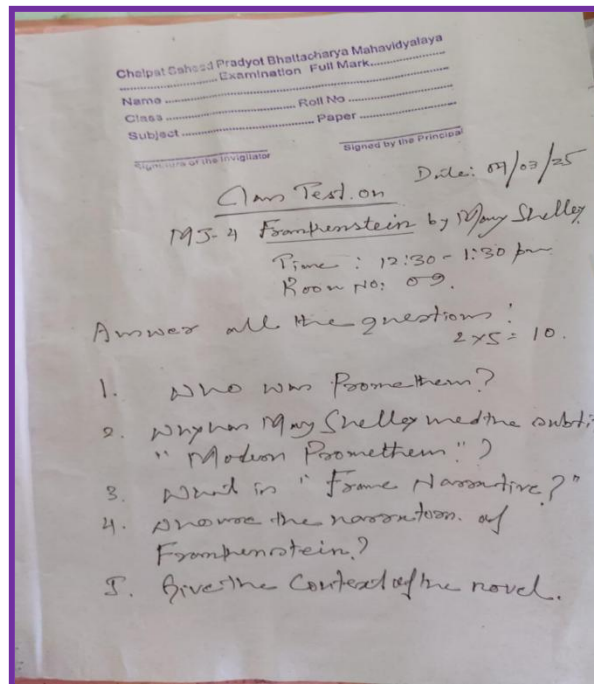 Chaipat Saheed Pradyot Bhattacharya Mahavidyalaya
.................... Examination Full Mark....................
Name .................... Roll No ....................
Class .................... Paper ....................
Subject ....................
Signature of the Invigilator
Signed by the Principal
Date: 07/03/25
Class Test on
MJ-4 Frankenstein by Mary Shelley
Time : 12:30 - 1:30 pm
Room No: 09.
Answer all the questions:
2x5 = 10.
1. Who was Prometheus?
2. Why has Mary Shelley used the subti
"Modern Prometheus"?
3. What is "Frame Narrative?"
4. Who are the narrators of
Frankenstein?
5. Give the Context of the novel.